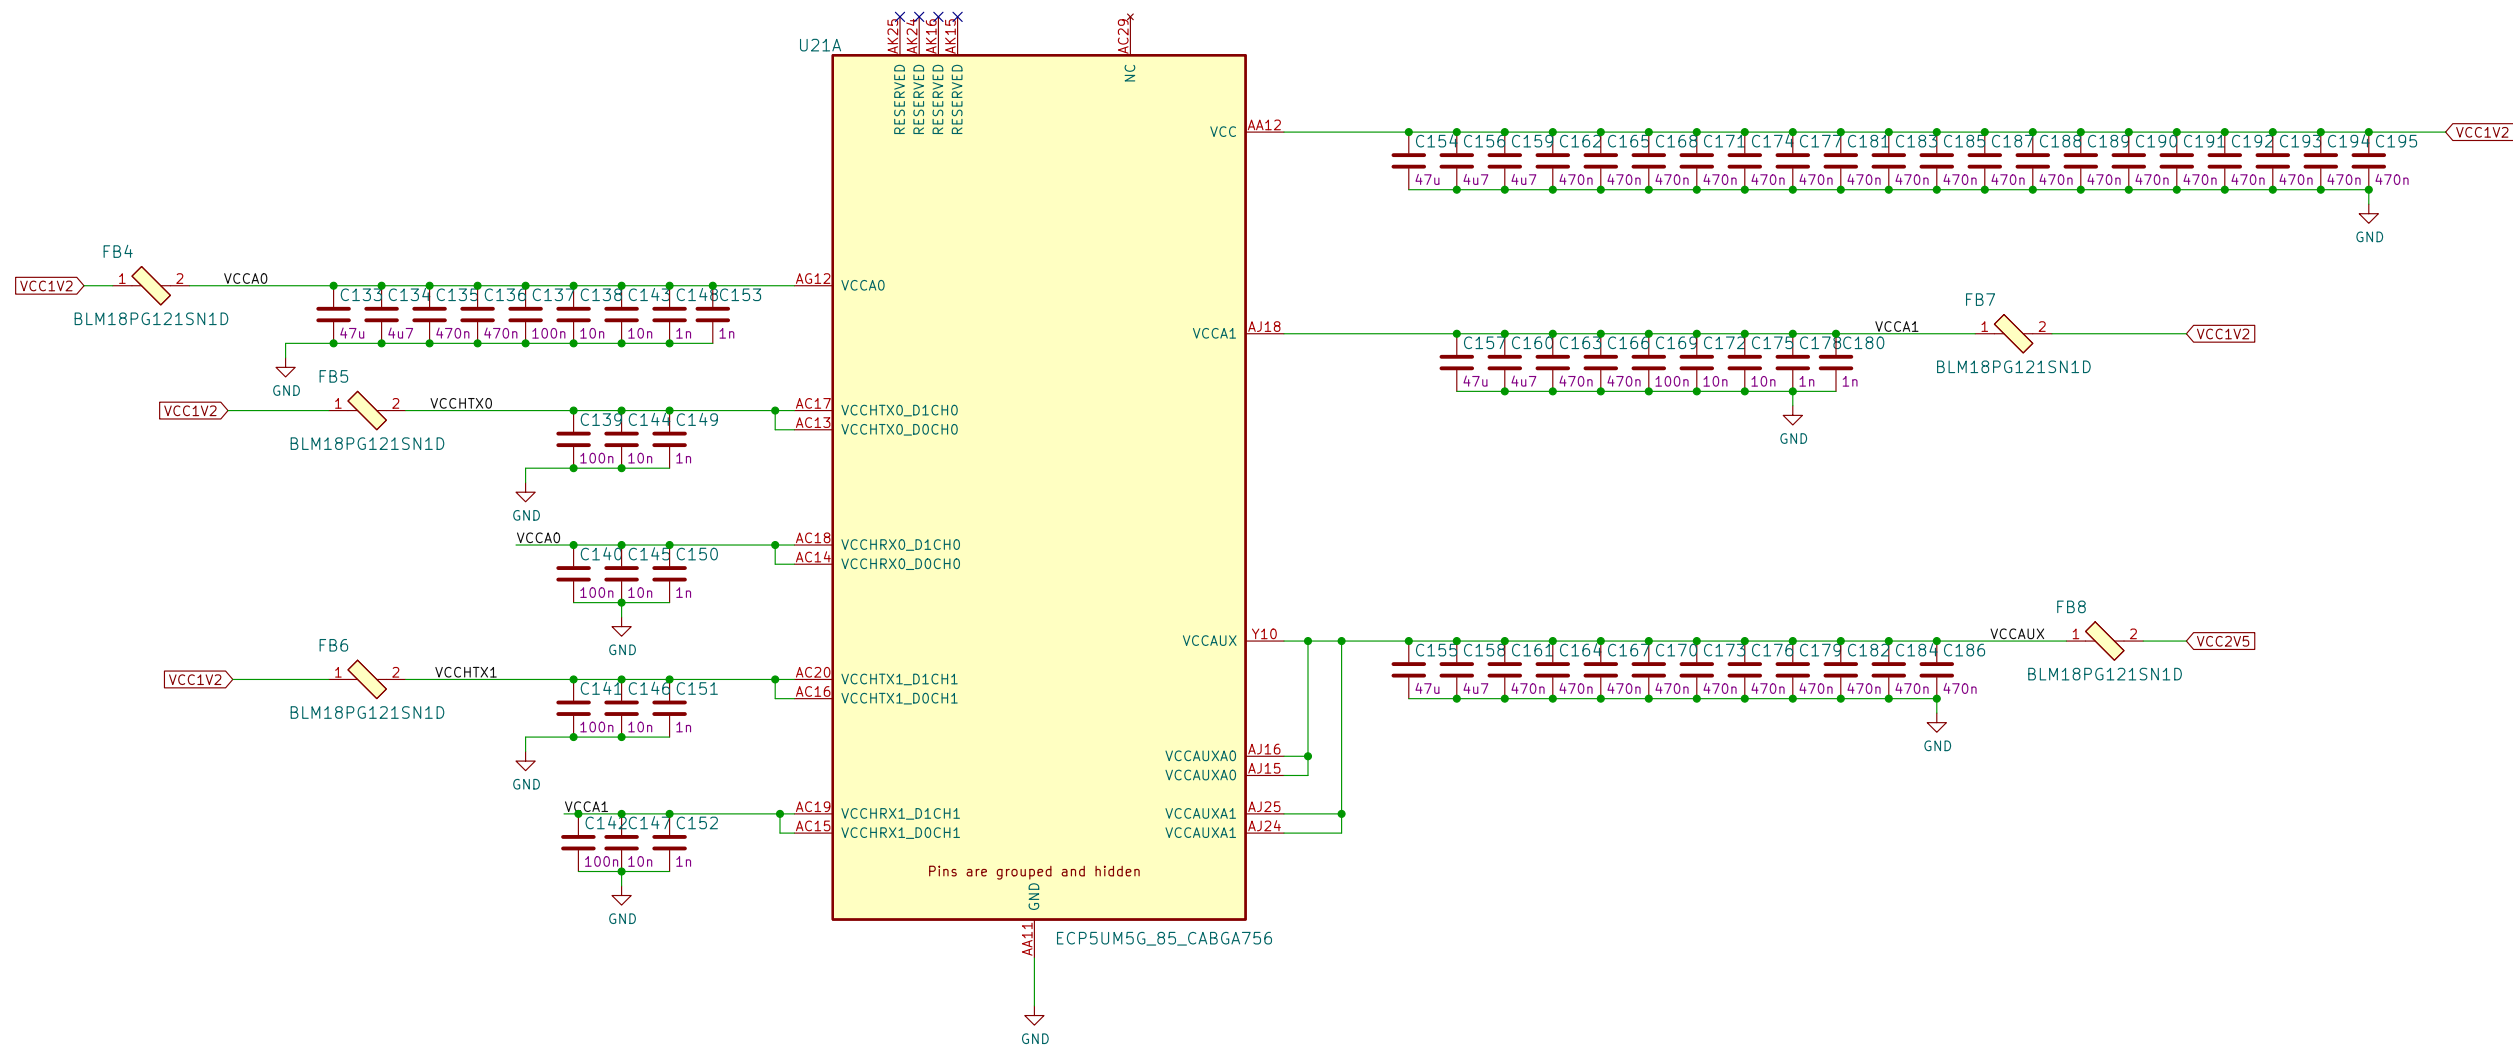 AK25 AK24 AK16 AK15 AC29
U21A
RESERVED RESERVED RESERVED RESERVED NC
VCC AA12 VCC1V2
C154 C156 C159 C162 C165 C168 C171 C174 C177 C181 C183 C185 C187 C188 C189 C190 C191 C192 C193 C194 C195
47u 4u7 4u7 470n 470n 470n 470n 470n 470n 470n 470n 470n 470n 470n 470n 470n 470n 470n 470n 470n 470n
GND
FB4
VCC1V2 1 2 VCCA0 AG12 VCCA0
C133 C134 C135 C136 C137 C138 C143 C148 C153
BLM18PG121SN1D
47u 4u7 470n 470n 100n 10n 10n 1n 1n
GND
FB7
VCCA1 AJ18 VCCA1 1 2 VCC1V2
C157 C160 C163 C166 C169 C172 C175 C178 C180
BLM18PG121SN1D
47u 4u7 470n 470n 100n 10n 10n 1n 1n
GND
FB5
VCC1V2 1 2 VCCHTX0 AC17 VCCHTX0_D1CH0
C139 C144 C149 AC13 VCCHTX0_D0CH0
BLM18PG121SN1D
100n 10n 1n
GND
VCCA0 AC18 VCCHRX0_D1CH0
C140 C145 C150 AC14 VCCHRX0_D0CH0
100n 10n 1n
GND
FB8
VCCAUX Y10 VCCAUX 1 2 VCC2V5
C155 C158 C161 C164 C167 C170 C173 C176 C179 C182 C184 C186
BLM18PG121SN1D
47u 4u7 470n 470n 470n 470n 470n 470n 470n 470n 470n 470n
GND
FB6
VCC1V2 1 2 VCCHTX1 AC20 VCCHTX1_D1CH1
C141 C146 C151 AC16 VCCHTX1_D0CH1
BLM18PG121SN1D
100n 10n 1n
GND
VCCAUXA0 AJ16
VCCAUXA0 AJ15
VCCA1 AC19 VCCHRX1_D1CH1 VCCAUXA1 AJ25
C142 C147 C152 AC15 VCCHRX1_D0CH1 VCCAUXA1 AJ24
100n 10n 1n
GND
Pins are grouped and hidden
GND
AA11
ECP5UM5G_85_CABGA756
GND